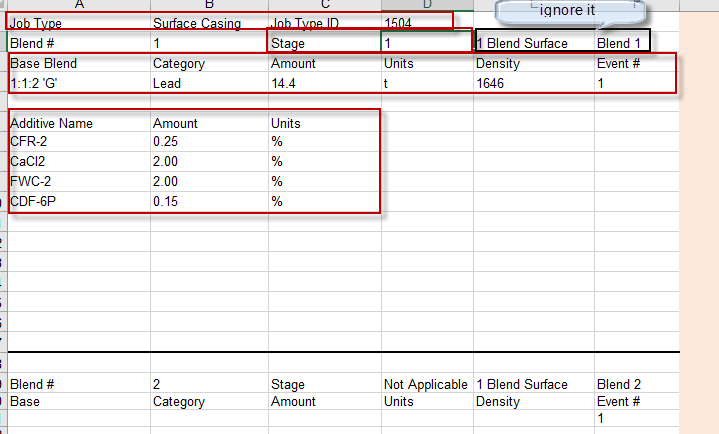 ignore it
A B C D
Job Type Surface Casing Job Type ID 1504
Blend # 1 Stage 1 1 Blend Surface Blend 1
Base Blend Category Amount Units Density Event #
1:1:2 'G' Lead 14.4 t 1646 1
Additive Name Amount Units
CFR-2 0.25 %
CaCl2 2.00 %
FWC-2 2.00 %
CDF-6P 0.15 %
Blend # 2 Stage Not Applicable 1 Blend Surface Blend 2
Base Category Amount Units Density Event #
1